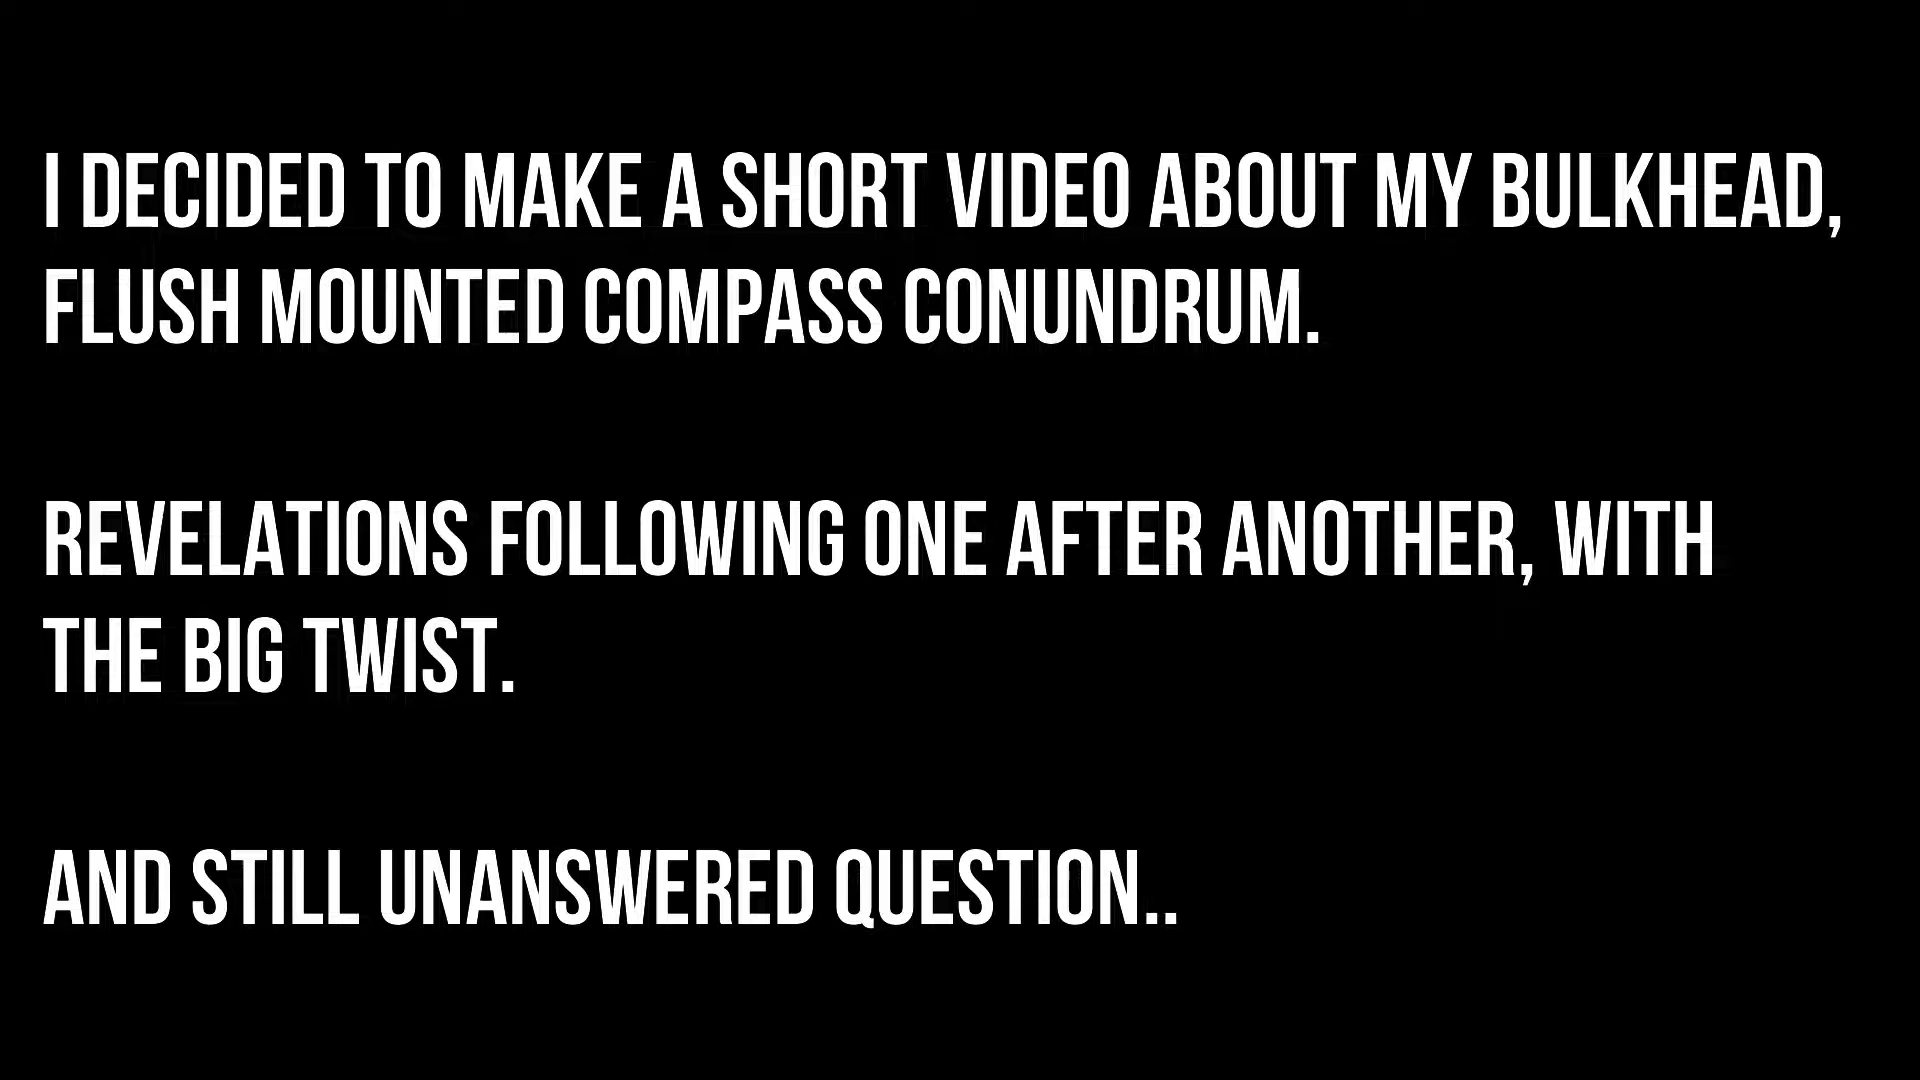 I DECIDED TO MAKE A SHORT VIDEO ABOUT MY BULKHEAD,
FLUSH MOUNTED COMPASS CONUNDRUM.
REVELATIONS FOLLOWING ONE AFTER ANOTHER, WITH
THE BIG TWIST.
AND STILL UNANSWERED QUESTION..